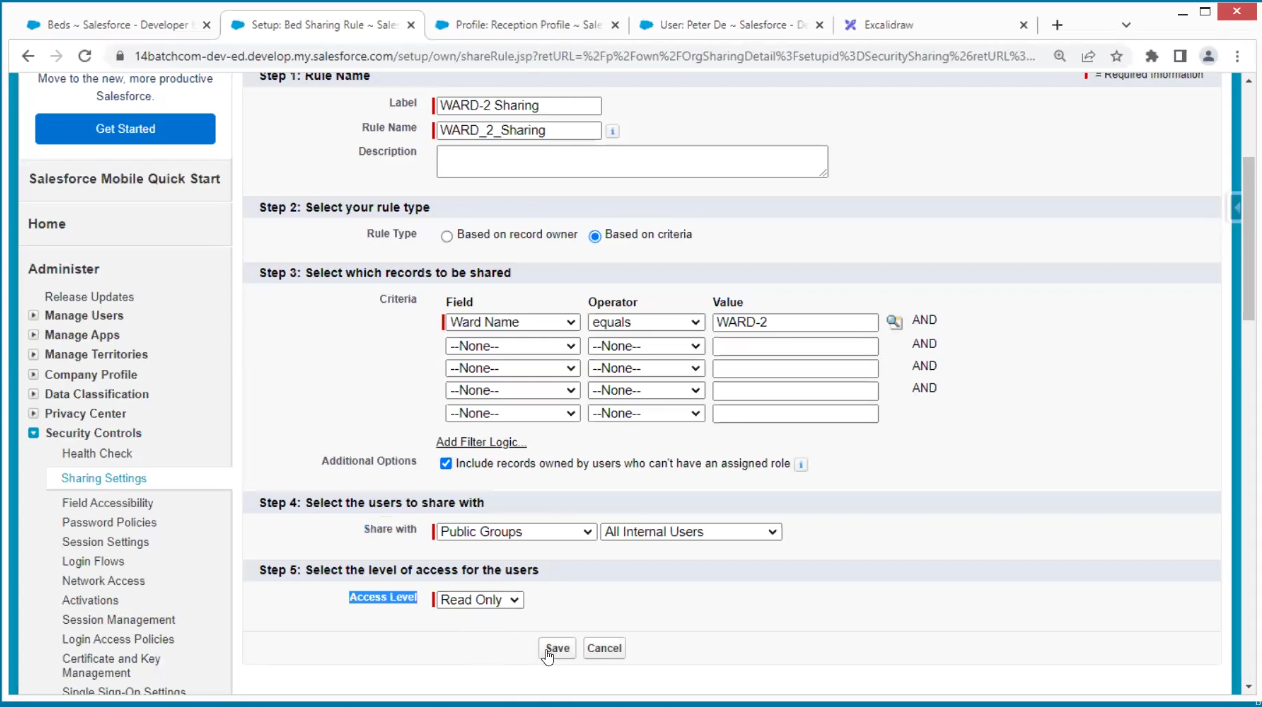 Beds ~ Salesforce - Developer E
Setup: Bed Sharing Rule ~ Sales
Profile: Reception Profile ~ Sale
User: Peter De ~ Salesforce - De
Excalidraw
14batchcom-dev-ed.develop.my.salesforce.com/setup/own/shareRule.jsp?retURL=%2Fp%2Fown%2FOrgSharingDetail%3Fsetupid%3DSecuritySharing%26retURL%3...
Move to the new, more productive
Salesforce.
Get Started
Salesforce Mobile Quick Start
Home
Administer
Release Updates
Manage Users
Manage Apps
Manage Territories
Company Profile
Data Classification
Privacy Center
Security Controls
Health Check
Sharing Settings
Field Accessibility
Password Policies
Session Settings
Login Flows
Network Access
Activations
Session Management
Login Access Policies
Certificate and Key
Management
Single Sign-On Settings
Step 1: Rule Name
= Required Information
Label WARD-2 Sharing
Rule Name WARD_2_Sharing
Description
Step 2: Select your rule type
Rule Type Based on record owner Based on criteria
Step 3: Select which records to be shared
Criteria Field Operator Value
Ward Name equals WARD-2 AND
--None-- --None-- AND
--None-- --None-- AND
--None-- --None-- AND
--None-- --None--
Add Filter Logic...
Additional Options Include records owned by users who can't have an assigned role
Step 4: Select the users to share with
Share with Public Groups All Internal Users
Step 5: Select the level of access for the users
Access Level Read Only
Save Cancel